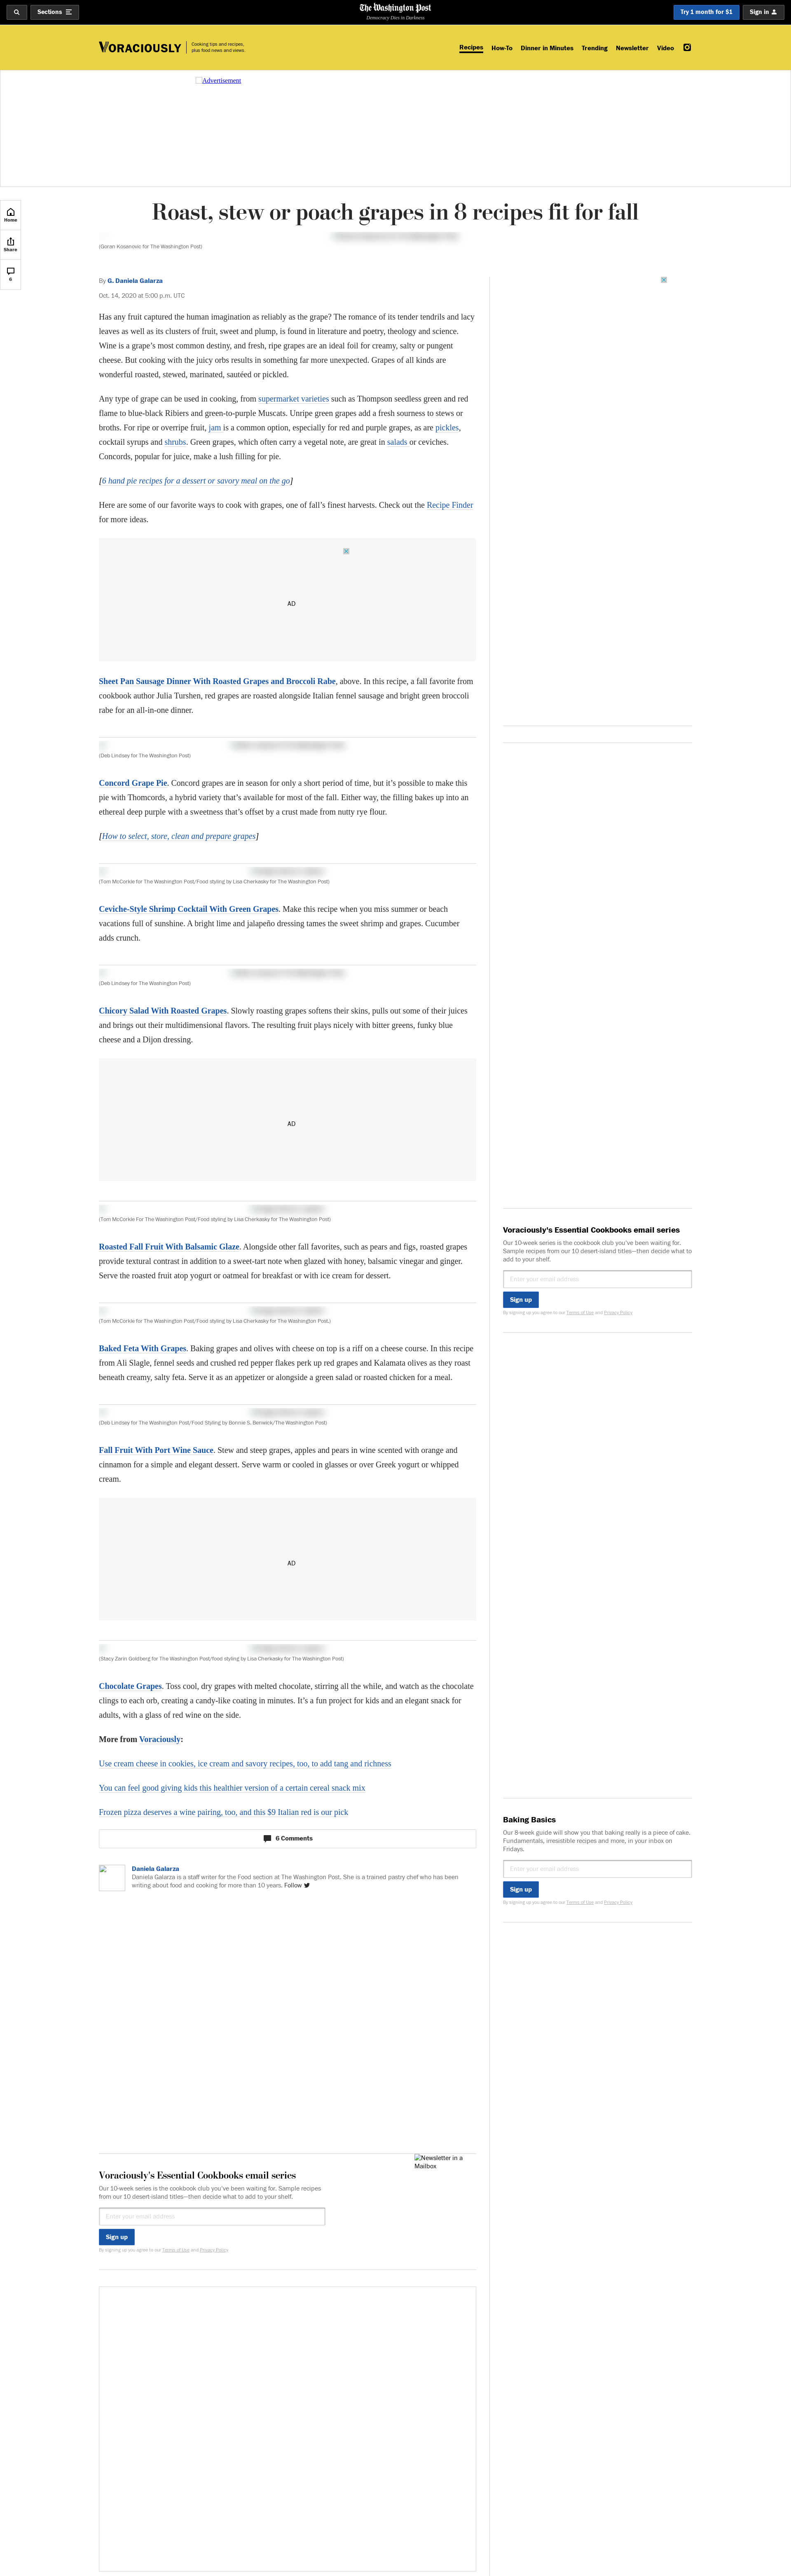 Sections
The Washington Post
Democracy Dies in Darkness
Try 1 month for $1
Sign in
VORACIOUSLY
Cooking tips and recipes,
plus food news and views.
Recipes
How-To
Dinner in Minutes
Trending
Newsletter
Video
Advertisement
Home
Share
6
Roast, stew or poach grapes in 8 recipes fit for fall
(Goran Kosanovic for The Washington Post)
By G. Daniela Galarza
Oct. 14, 2020 at 5:00 p.m. UTC
Has any fruit captured the human imagination as reliably as the grape? The romance of its tender tendrils and lacy
leaves as well as its clusters of fruit, sweet and plump, is found in literature and poetry, theology and science.
Wine is a grape’s most common destiny, and fresh, ripe grapes are an ideal foil for creamy, salty or pungent
cheese. But cooking with the juicy orbs results in something far more unexpected. Grapes of all kinds are
wonderful roasted, stewed, marinated, sautéed or pickled.
Any type of grape can be used in cooking, from supermarket varieties such as Thompson seedless green and red
flame to blue-black Ribiers and green-to-purple Muscats. Unripe green grapes add a fresh sourness to stews or
broths. For ripe or overripe fruit, jam is a common option, especially for red and purple grapes, as are pickles,
cocktail syrups and shrubs. Green grapes, which often carry a vegetal note, are great in salads or ceviches.
Concords, popular for juice, make a lush filling for pie.
[6 hand pie recipes for a dessert or savory meal on the go]
Here are some of our favorite ways to cook with grapes, one of fall’s finest harvests. Check out the Recipe Finder
for more ideas.
AD
Sheet Pan Sausage Dinner With Roasted Grapes and Broccoli Rabe, above. In this recipe, a fall favorite from
cookbook author Julia Turshen, red grapes are roasted alongside Italian fennel sausage and bright green broccoli
rabe for an all-in-one dinner.
(Deb Lindsey for The Washington Post)
Concord Grape Pie. Concord grapes are in season for only a short period of time, but it’s possible to make this
pie with Thomcords, a hybrid variety that’s available for most of the fall. Either way, the filling bakes up into an
ethereal deep purple with a sweetness that’s offset by a crust made from nutty rye flour.
[How to select, store, clean and prepare grapes]
(Tom McCorkle for The Washington Post/Food styling by Lisa Cherkasky for The Washington Post)
Ceviche-Style Shrimp Cocktail With Green Grapes. Make this recipe when you miss summer or beach
vacations full of sunshine. A bright lime and jalapeño dressing tames the sweet shrimp and grapes. Cucumber
adds crunch.
(Deb Lindsey for The Washington Post)
Chicory Salad With Roasted Grapes. Slowly roasting grapes softens their skins, pulls out some of their juices
and brings out their multidimensional flavors. The resulting fruit plays nicely with bitter greens, funky blue
cheese and a Dijon dressing.
AD
(Tom McCorkle For The Washington Post/Food styling by Lisa Cherkasky for The Washington Post)
Roasted Fall Fruit With Balsamic Glaze. Alongside other fall favorites, such as pears and figs, roasted grapes
provide textural contrast in addition to a sweet-tart note when glazed with honey, balsamic vinegar and ginger.
Serve the roasted fruit atop yogurt or oatmeal for breakfast or with ice cream for dessert.
(Tom McCorkle for The Washington Post/Food styling by Lisa Cherkasky for The Washington Post.)
Baked Feta With Grapes. Baking grapes and olives with cheese on top is a riff on a cheese course. In this recipe
from Ali Slagle, fennel seeds and crushed red pepper flakes perk up red grapes and Kalamata olives as they roast
beneath creamy, salty feta. Serve it as an appetizer or alongside a green salad or roasted chicken for a meal.
(Deb Lindsey for The Washington Post/Food Styling by Bonnie S. Benwick/The Washington Post)
Fall Fruit With Port Wine Sauce. Stew and steep grapes, apples and pears in wine scented with orange and
cinnamon for a simple and elegant dessert. Serve warm or cooled in glasses or over Greek yogurt or whipped
cream.
AD
(Stacy Zarin Goldberg for The Washington Post/food styling by Lisa Cherkasky for The Washington Post)
Chocolate Grapes. Toss cool, dry grapes with melted chocolate, stirring all the while, and watch as the chocolate
clings to each orb, creating a candy-like coating in minutes. It’s a fun project for kids and an elegant snack for
adults, with a glass of red wine on the side.
More from Voraciously:
Use cream cheese in cookies, ice cream and savory recipes, too, to add tang and richness
You can feel good giving kids this healthier version of a certain cereal snack mix
Frozen pizza deserves a wine pairing, too, and this $9 Italian red is our pick
6 Comments
Daniela Galarza
Daniela Galarza is a staff writer for the Food section at The Washington Post. She is a trained pastry chef who has been
writing about food and cooking for more than 10 years. Follow
Newsletter in a
Mailbox
Voraciously's Essential Cookbooks email series
Our 10-week series is the cookbook club you’ve been waiting for. Sample recipes
from our 10 desert-island titles—then decide what to add to your shelf.
Enter your email address
Sign up
By signing up you agree to our Terms of Use and Privacy Policy
Voraciously's Essential Cookbooks email series
Our 10-week series is the cookbook club you’ve been waiting for.
Sample recipes from our 10 desert-island titles—then decide what to
add to your shelf.
Enter your email address
Sign up
By signing up you agree to our Terms of Use and Privacy Policy
Baking Basics
Our 8-week guide will show you that baking really is a piece of cake.
Fundamentals, irresistible recipes and more, in your inbox on
Fridays.
Enter your email address
Sign up
By signing up you agree to our Terms of Use and Privacy Policy